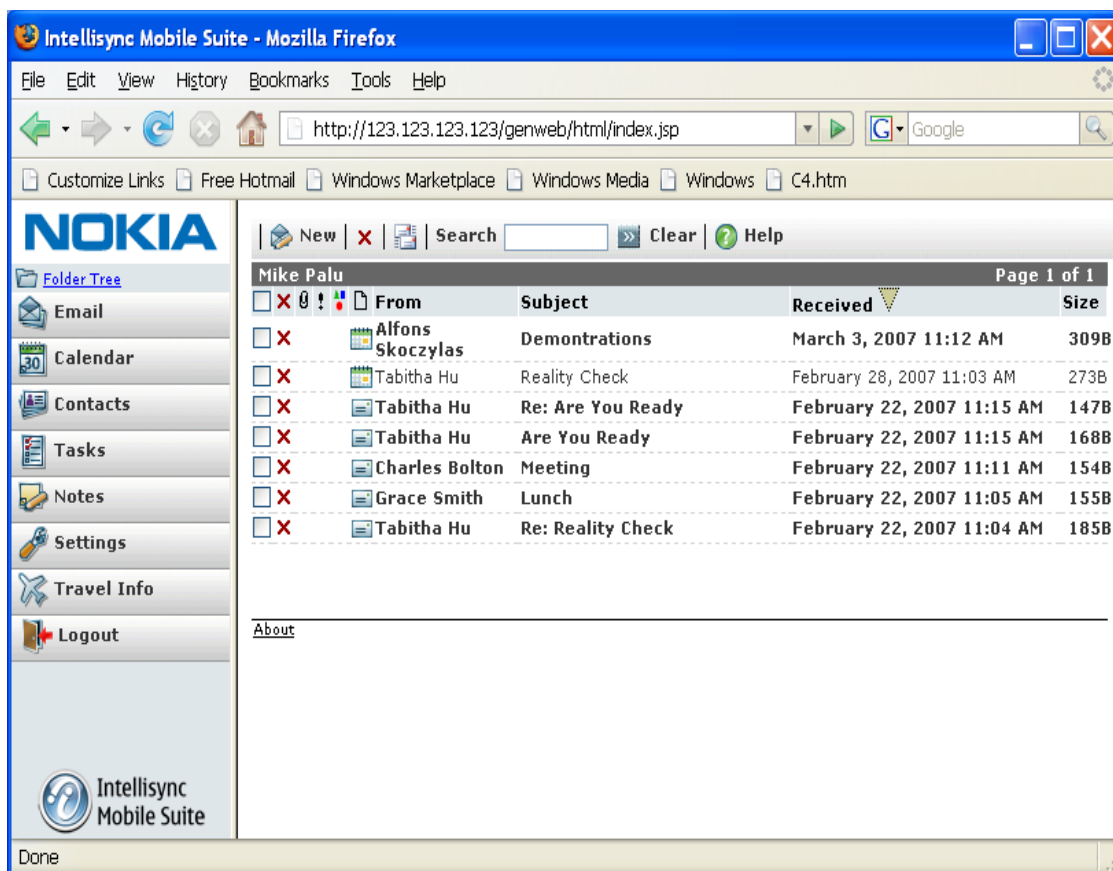 Intellisync Mobile Suite - Mozilla Firefox
File Edit View History Bookmarks Tools Help
http://123.123.123.123/genweb/html/index.jsp G Google
Customize Links Free Hotmail Windows Marketplace Windows Media Windows C4.htm
NOKIA
New Search Clear Help
Folder Tree
Email
30 Calendar
Contacts
Tasks
Notes
Settings
Travel Info
Logout
Mike Palu Page 1 of 1
From Subject Received Size
Alfons Skoczylas Demontrations March 3, 2007 11:12 AM 309B
Tabitha Hu Reality Check February 28, 2007 11:03 AM 273B
Tabitha Hu Re: Are You Ready February 22, 2007 11:15 AM 147B
Tabitha Hu Are You Ready February 22, 2007 11:15 AM 168B
Charles Bolton Meeting February 22, 2007 11:11 AM 154B
Grace Smith Lunch February 22, 2007 11:05 AM 155B
Tabitha Hu Re: Reality Check February 22, 2007 11:04 AM 185B
About
Intellisync
Mobile Suite
Done